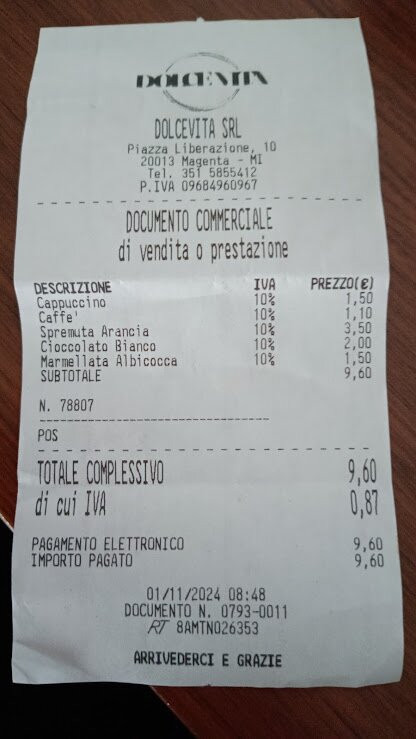 DOLCEVITA
DOLCEVITA SRL
Piazza Liberazione, 10
20013 Magenta - MI
Tel. 351 5855412
P.IVA 09684960967
DOCUMENTO COMMERCIALE
di vendita o prestazione
DESCRIZIONE IVA PREZZO(€)
Cappuccino 10% 1,50
Caffe' 10% 1,10
Spremuta Arancia 10% 3,50
Cioccolato Bianco 10% 2,00
Marmellata Albicocca 10% 1,50
SUBTOTALE 9,60
N. 78807
POS
TOTALE COMPLESSIVO 9,60
di cui IVA 0,87
PAGAMENTO ELETTRONICO 9,60
IMPORTO PAGATO 9,60
01/11/2024 08:48
DOCUMENTO N. 0793-0011
RT 8AMTN026353
ARRIVEDERCI E GRAZIE